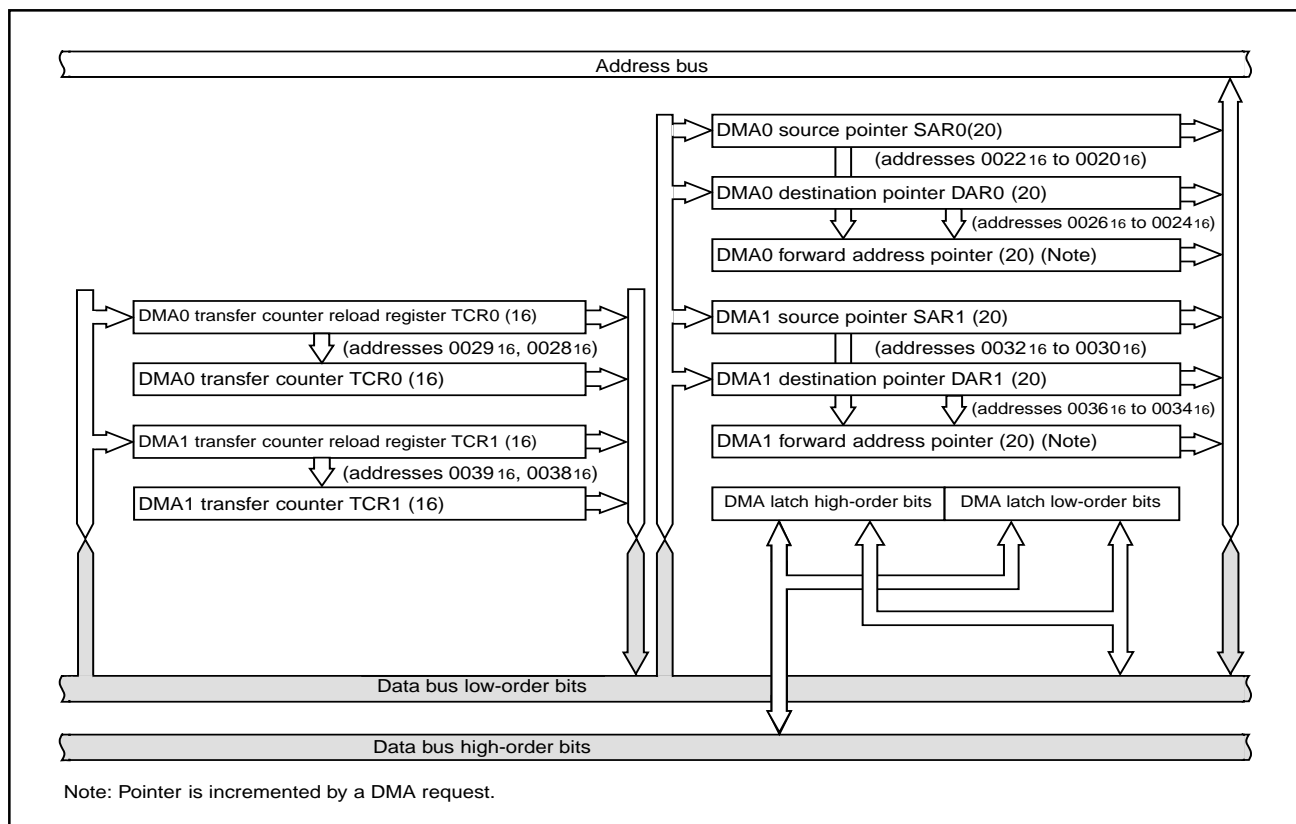 Address bus
DMA0 source pointer SAR0(20)
(addresses 0022 16 to 0020 16)
DMA0 destination pointer DAR0 (20)
(addresses 0026 16 to 0024 16)
DMA0 forward address pointer (20) (Note)
DMA0 transfer counter reload register TCR0 (16)
(addresses 0029 16, 0028 16)
DMA0 transfer counter TCR0 (16)
DMA1 transfer counter reload register TCR1 (16)
(addresses 0039 16, 0038 16)
DMA1 transfer counter TCR1 (16)
DMA1 source pointer SAR1 (20)
(addresses 0032 16 to 0030 16)
DMA1 destination pointer DAR1 (20)
(addresses 0036 16 to 0034 16)
DMA1 forward address pointer (20) (Note)
DMA latch high-order bits
DMA latch low-order bits
Data bus low-order bits
Data bus high-order bits
Note: Pointer is incremented by a DMA request.